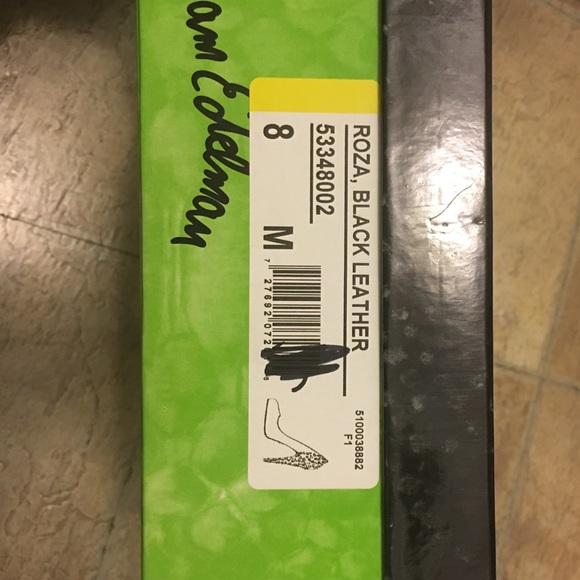 am Edelman
ROZA, BLACK LEATHER
53348002
8 M
7 27692 072
5100038882
F1